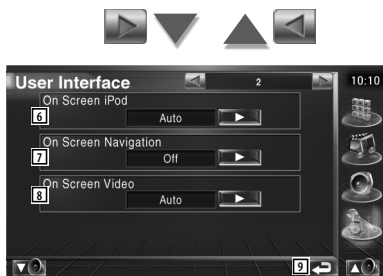 User Interface 2 10:10
On Screen iPod
6 Auto
On Screen Navigation
7 Off
On Screen Video
8 Auto
9